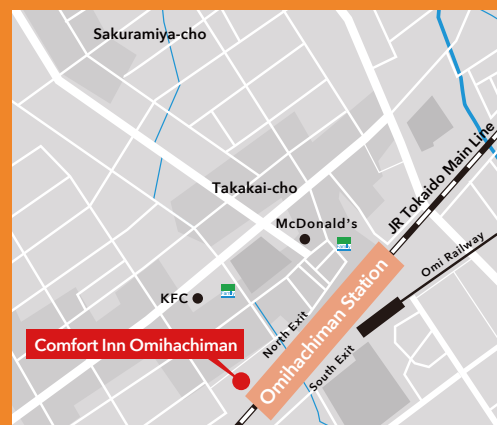 Sakuramiya-cho
JR Tokaido Main Line
Takakai-cho
McDonald's
Omi Railway
KFC
North Exit
Omihachiman Station
South Exit
Comfort Inn Omihachiman